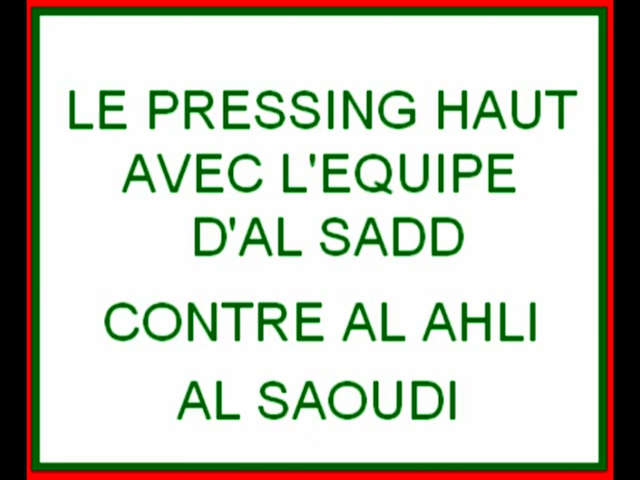 LE PRESSING HAUT
AVEC L'EQUIPE
D'AL SADD
CONTRE AL AHLI
AL SAOUDI